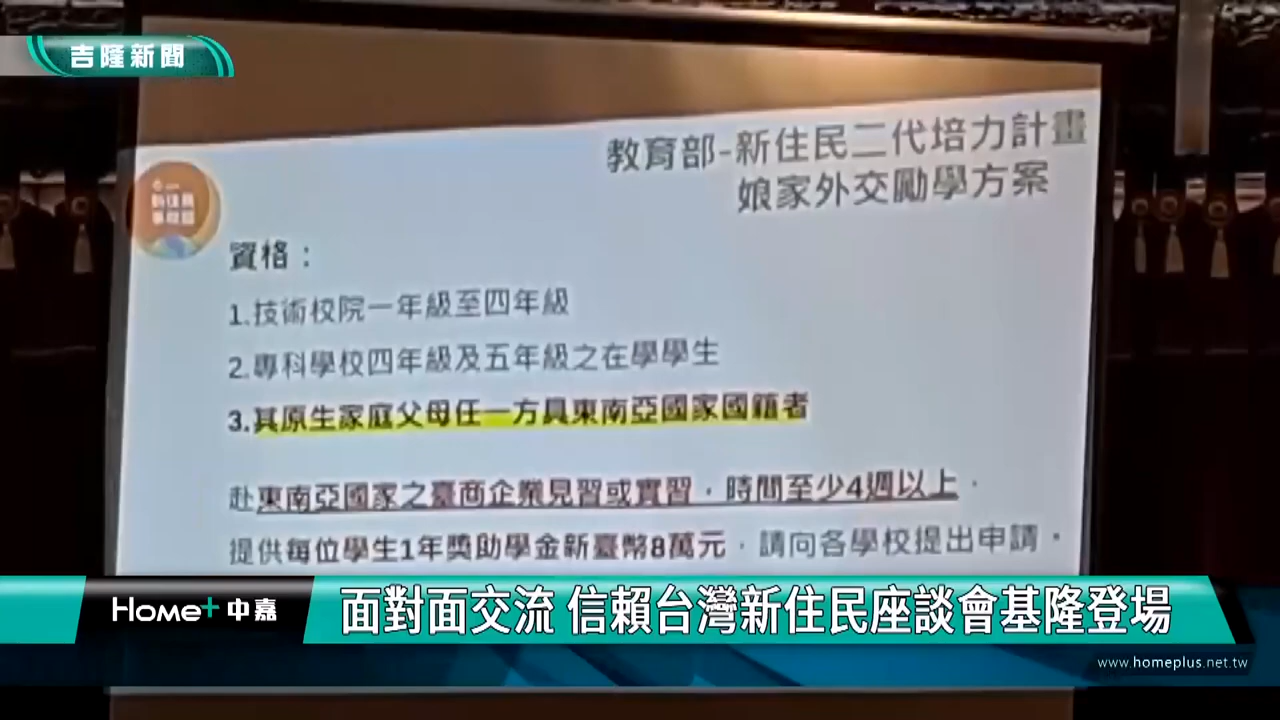 吉隆新聞
教育部-新住民二代培力計畫
娘家外交勵學方案
資格：
1.技術校院一年級至四年級
2.專科學校四年級及五年級之在學學生
3.其原生家庭父母任一方具東南亞國家國籍者
赴東南亞國家之臺商企業見習或實習，時間至少4週以上，
提供每位學生1年獎助學金新臺幣8萬元，請向各學校提出申請。
Home+中嘉
面對面交流 信賴台灣新住民座談會基隆登場
www.homeplus.net.tw